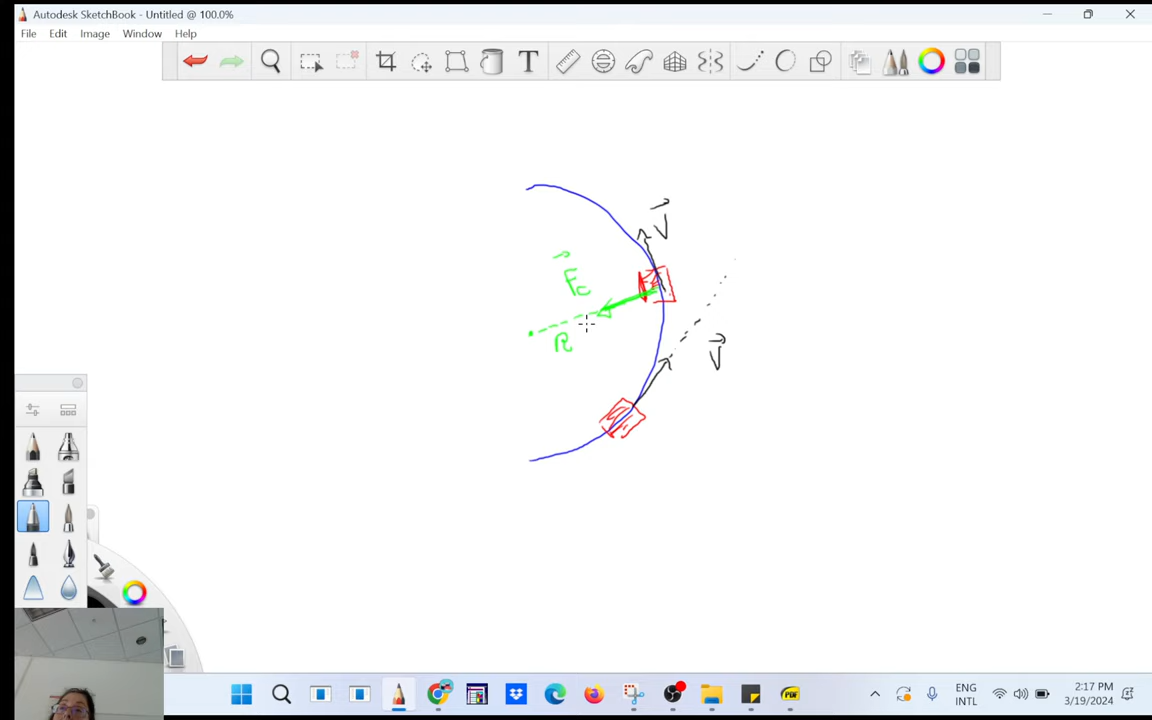 Autodesk SketchBook - Untitled @ 100.0%
File Edit Image Window Help
T
V
Fc
R
V
PDF
ENG
INTL
2:17 PM
3/19/2024